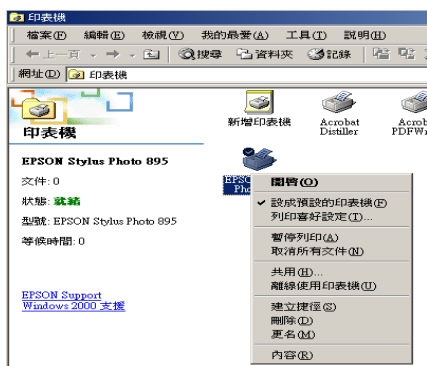 印表機
檔案(F) 編輯(E) 檢視(V) 我的最愛(A) 工具(T) 說明(H)
上一頁 搜尋 資料夾 記錄
網址(D) 印表機
印表機
EPSON Stylus Photo 895
文件: 0
狀態: 就緒
型號: EPSON Stylus Photo 895
等候時間: 0
EPSON Support
Windows 2000 支援
新增印表機 Acrobat Distiller
開啓(O)
設成預設的印表機(F)
列印喜好設定(T)...
暫停列印(A)
取消所有文件(N)
共用(H)...
離線使用印表機(U)
建立捷徑(S)
刪除(D)
更名(M)
內容(R)